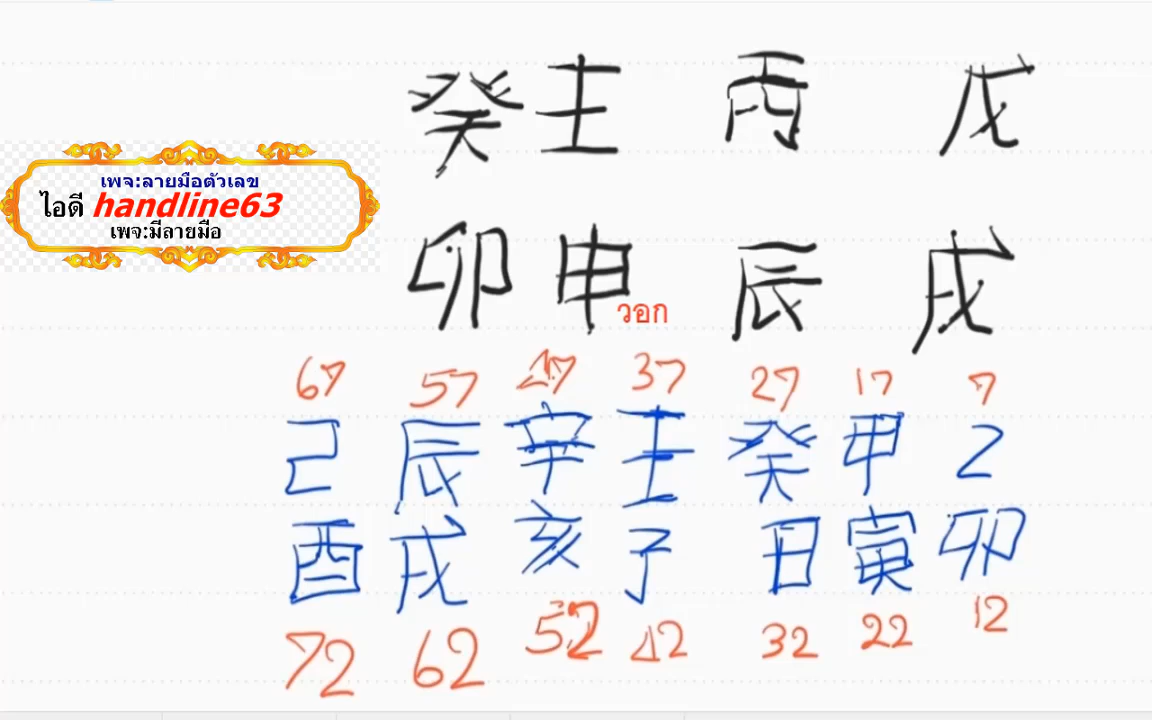 癸 壬 丙 戊
เพจ:ลายมือตัวเลข
ไอดี handline63
เพจ:มีลายมือ
卯 申 辰 戌
วอก
67 57 47 37 27 17 7
己 辰 辛 壬 癸 甲 乙
酉 戌 亥 子 丑 寅 卯
72 62 52 42 32 22 12